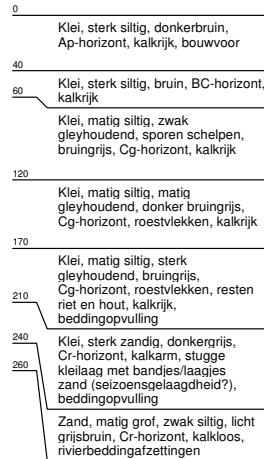 0
Klei, sterk siltig, donkerbruin,
Ap-horizont, kalkrijk, bouwvoor
40
Klei, sterk siltig, bruin, BC-horizont,
kalkrijk
60
Klei, matig siltig, zwak
gleyhoudend, sporen schelpen,
bruingrijs, Cg-horizont, kalkrijk
120
Klei, matig siltig, matig
gleyhoudend, donker bruingrijs,
Cg-horizont, roestvlekken, kalkrijk
170
Klei, matig siltig, sterk
gleyhoudend, bruingrijs,
Cg-horizont, roestvlekken, resten
riet en hout, kalkrijk,
beddingopvulling
210
Klei, sterk zandig, donkergrijs,
Cr-horizont, kalkarm, stugge
kleilaag met bandjes/laagjes
zand (seizoensgelaagdheid?),
beddingopvulling
240
260
Zand, matig grof, zwak siltig, licht
grijsbruin, Cr-horizont, kalkloos,
rivierbeddingafzettingen